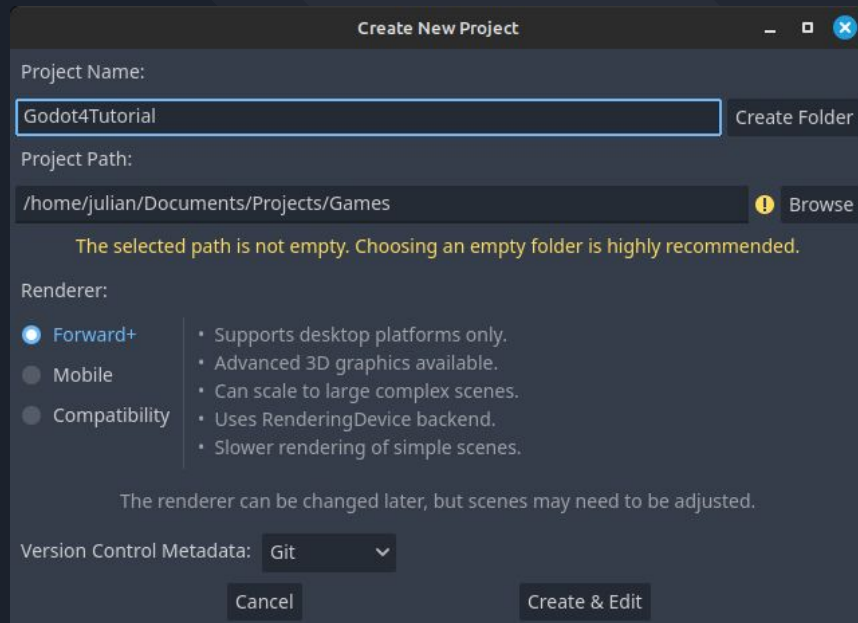 Create New Project
Project Name:
Godot4Tutorial
Create Folder
Project Path:
/home/julian/Documents/Projects/Games
Browse
The selected path is not empty. Choosing an empty folder is highly recommended.
Renderer:
Forward+
Mobile
Compatibility
• Supports desktop platforms only.
• Advanced 3D graphics available.
• Can scale to large complex scenes.
• Uses RenderingDevice backend.
• Slower rendering of simple scenes.
The renderer can be changed later, but scenes may need to be adjusted.
Version Control Metadata: Git
Cancel
Create & Edit